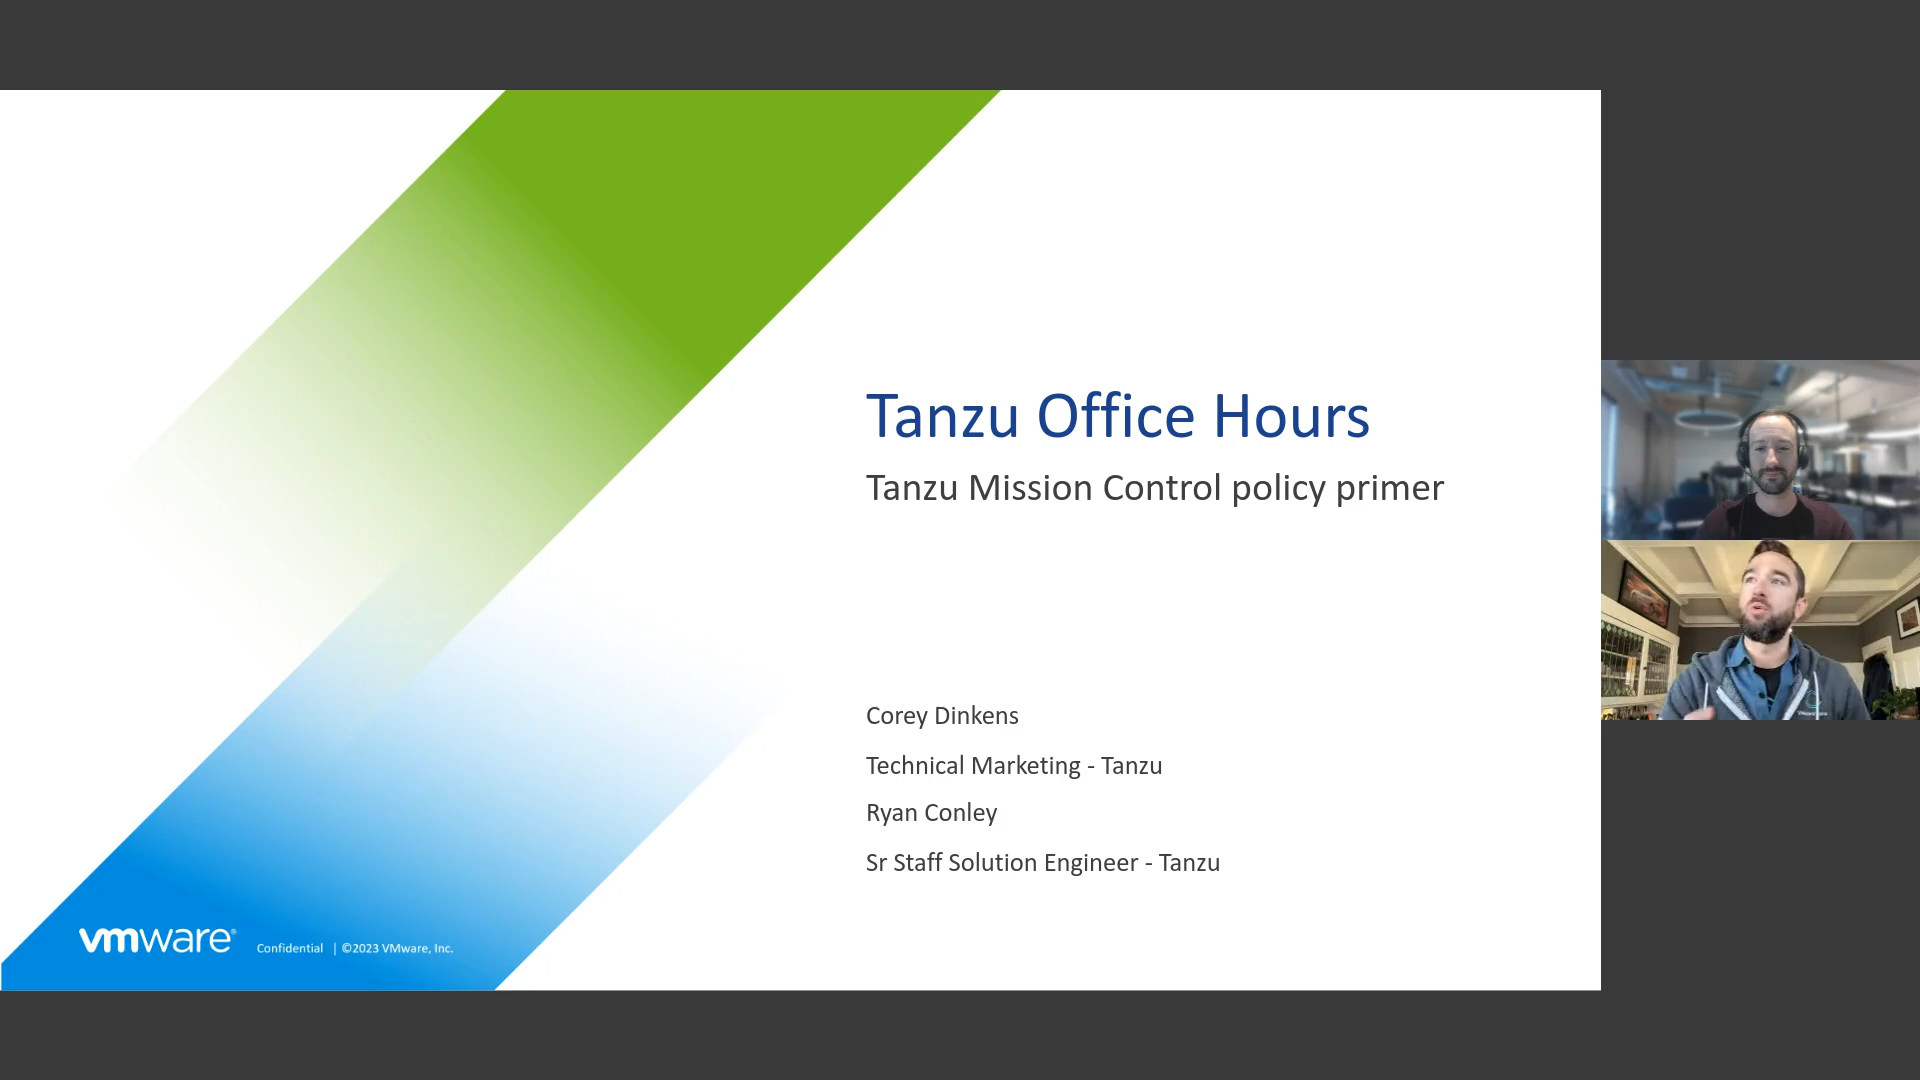 Tanzu Office Hours
Tanzu Mission Control policy primer
Corey Dinkens
Technical Marketing - Tanzu
Ryan Conley
Sr Staff Solution Engineer - Tanzu
vmware® Confidential | ©2023 VMware, Inc.